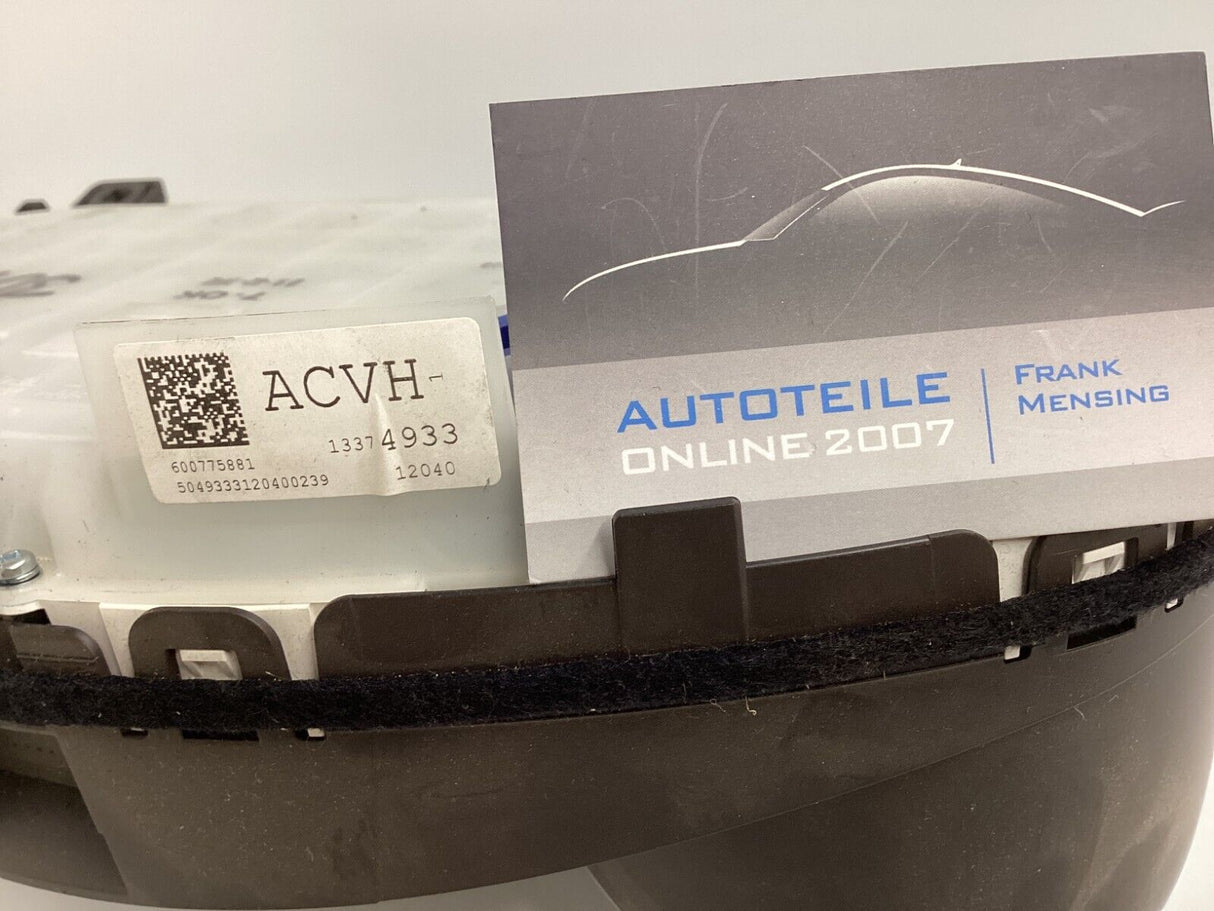 ACVH-
13374933
600775881
5049333120400239
12040
AUTOTEILE
ONLINE 2007
FRANK
MENSING